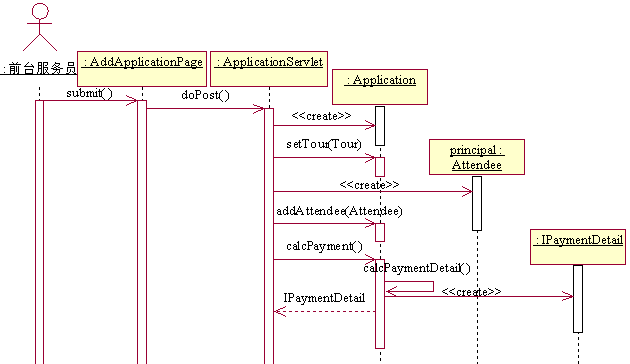 : 前台服务员
: AddApplicationPage
: ApplicationServlet
: Application
submit()
doPost()
<<create>>
setTour(Tour)
principal :
Attendee
<<create>>
addAttendee(Attendee)
calcPayment()
: IPaymentDetail
calcPaymentDetail()
<<create>>
IPaymentDetail